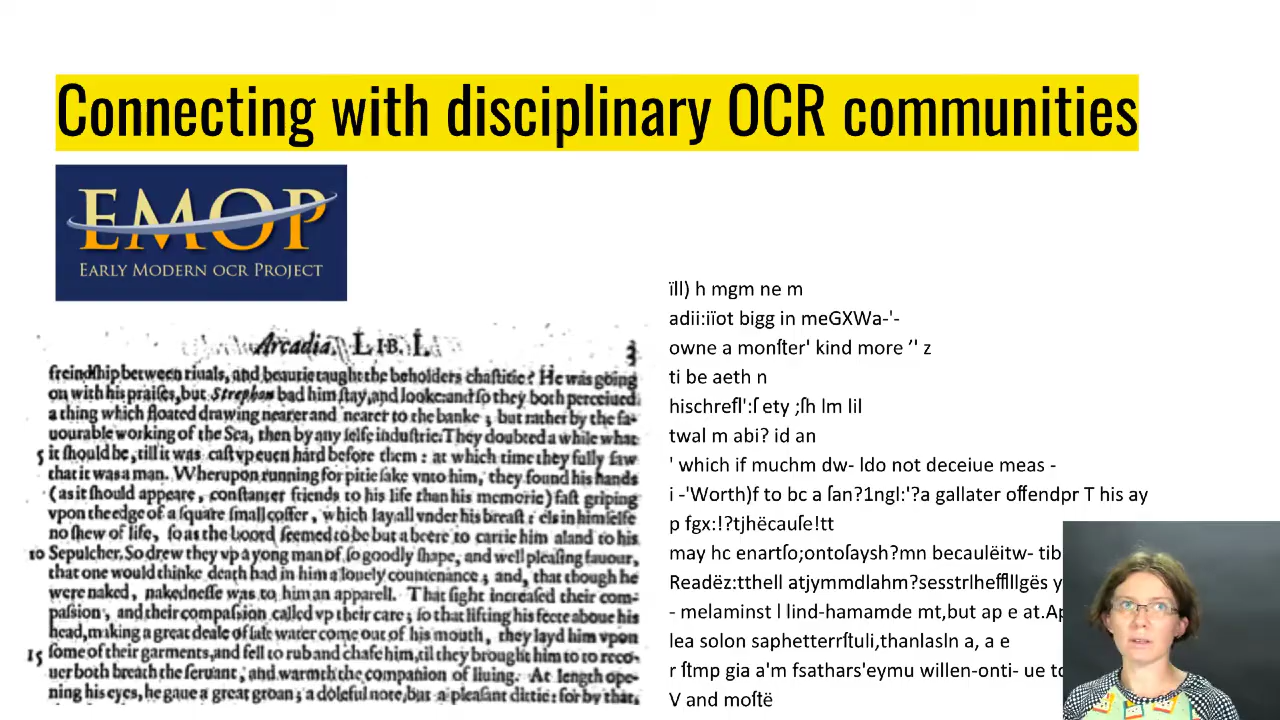 Connecting with disciplinary OCR communities
EMOP
EARLY MODERN OCR PROJECT
Arcadia. LIB. I. 3
freindſhip between riuals, and beautie taught the beholders chaſtitie? He was going
on with his praiſes, but Strephon bad him ſtay, and looke: and ſo they both perceiued
a thing which floated drawing nearer and nearer to the banke; but rather by the fa-
uourable working of the Sea, then by any ſelfe induſtrie. They doubted a while what
5 it ſhould be, till it was caſt vp euen hard before them: at which time they fully ſaw
that it was a man. Wherupon running for pitie ſake vnto him, they found his hands
(as it ſhould appeare, conſtanter friends to his life than his memorie) faſt griping
vpon the edge of a ſquare ſmall coffer, which lay all vnder his breaſt: els in himſelfe
no ſhew of life, ſo as the boord ſeemed to be but a beere to carrie him aland to his
10 Sepulcher. So drew they vp a yong man of ſo goodly ſhape, and well pleaſing fauour,
that one would thinke death had in him a louely countenance; and, that though he
were naked, nakedneſſe was to him an apparell. That ſight increaſed their com-
paſsion, and their compaſsion called vp their care; ſo that lifting his feete aboue his
head, making a great deale of ſalt water come out of his mouth, they layd him vpon
15 ſome of their garments, and fell to rub and chafe him, til they brought him to reco-
uer both breath the ſeruant, and warmth the companion of liuing. At length ope-
ning his eyes, he gaue a great groan, a doleful note, but a pleaſant dittie: for by that,
ïll) h mgm ne m
adii:iïot bigg in meGXWa-'-
owne a monſter' kind more ’' z
ti be aeth n
hischrefl':ſ ety ;ſh lm lil
twal m abi? id an
' which if muchm dw- ldo not deceiue meas -
i -'Worth)f to bc a ſan?1ngl:'?a gallater offendpr T his ay
p fgx:!?tjhëcauſe!tt
may hc enartſo;ontoſaysh?mn becaulëitw- tib
Readëz:tthell atjymmdlahm?sesstrlhefflllgës y
- melaminst l lind-hamamde mt,but ap e at.Ap
lea solon saphetterrſtuli,thanlasln a, a e
r ſtmp gia a'm fsathars'eymu willen-onti- ue to
V and moſtë